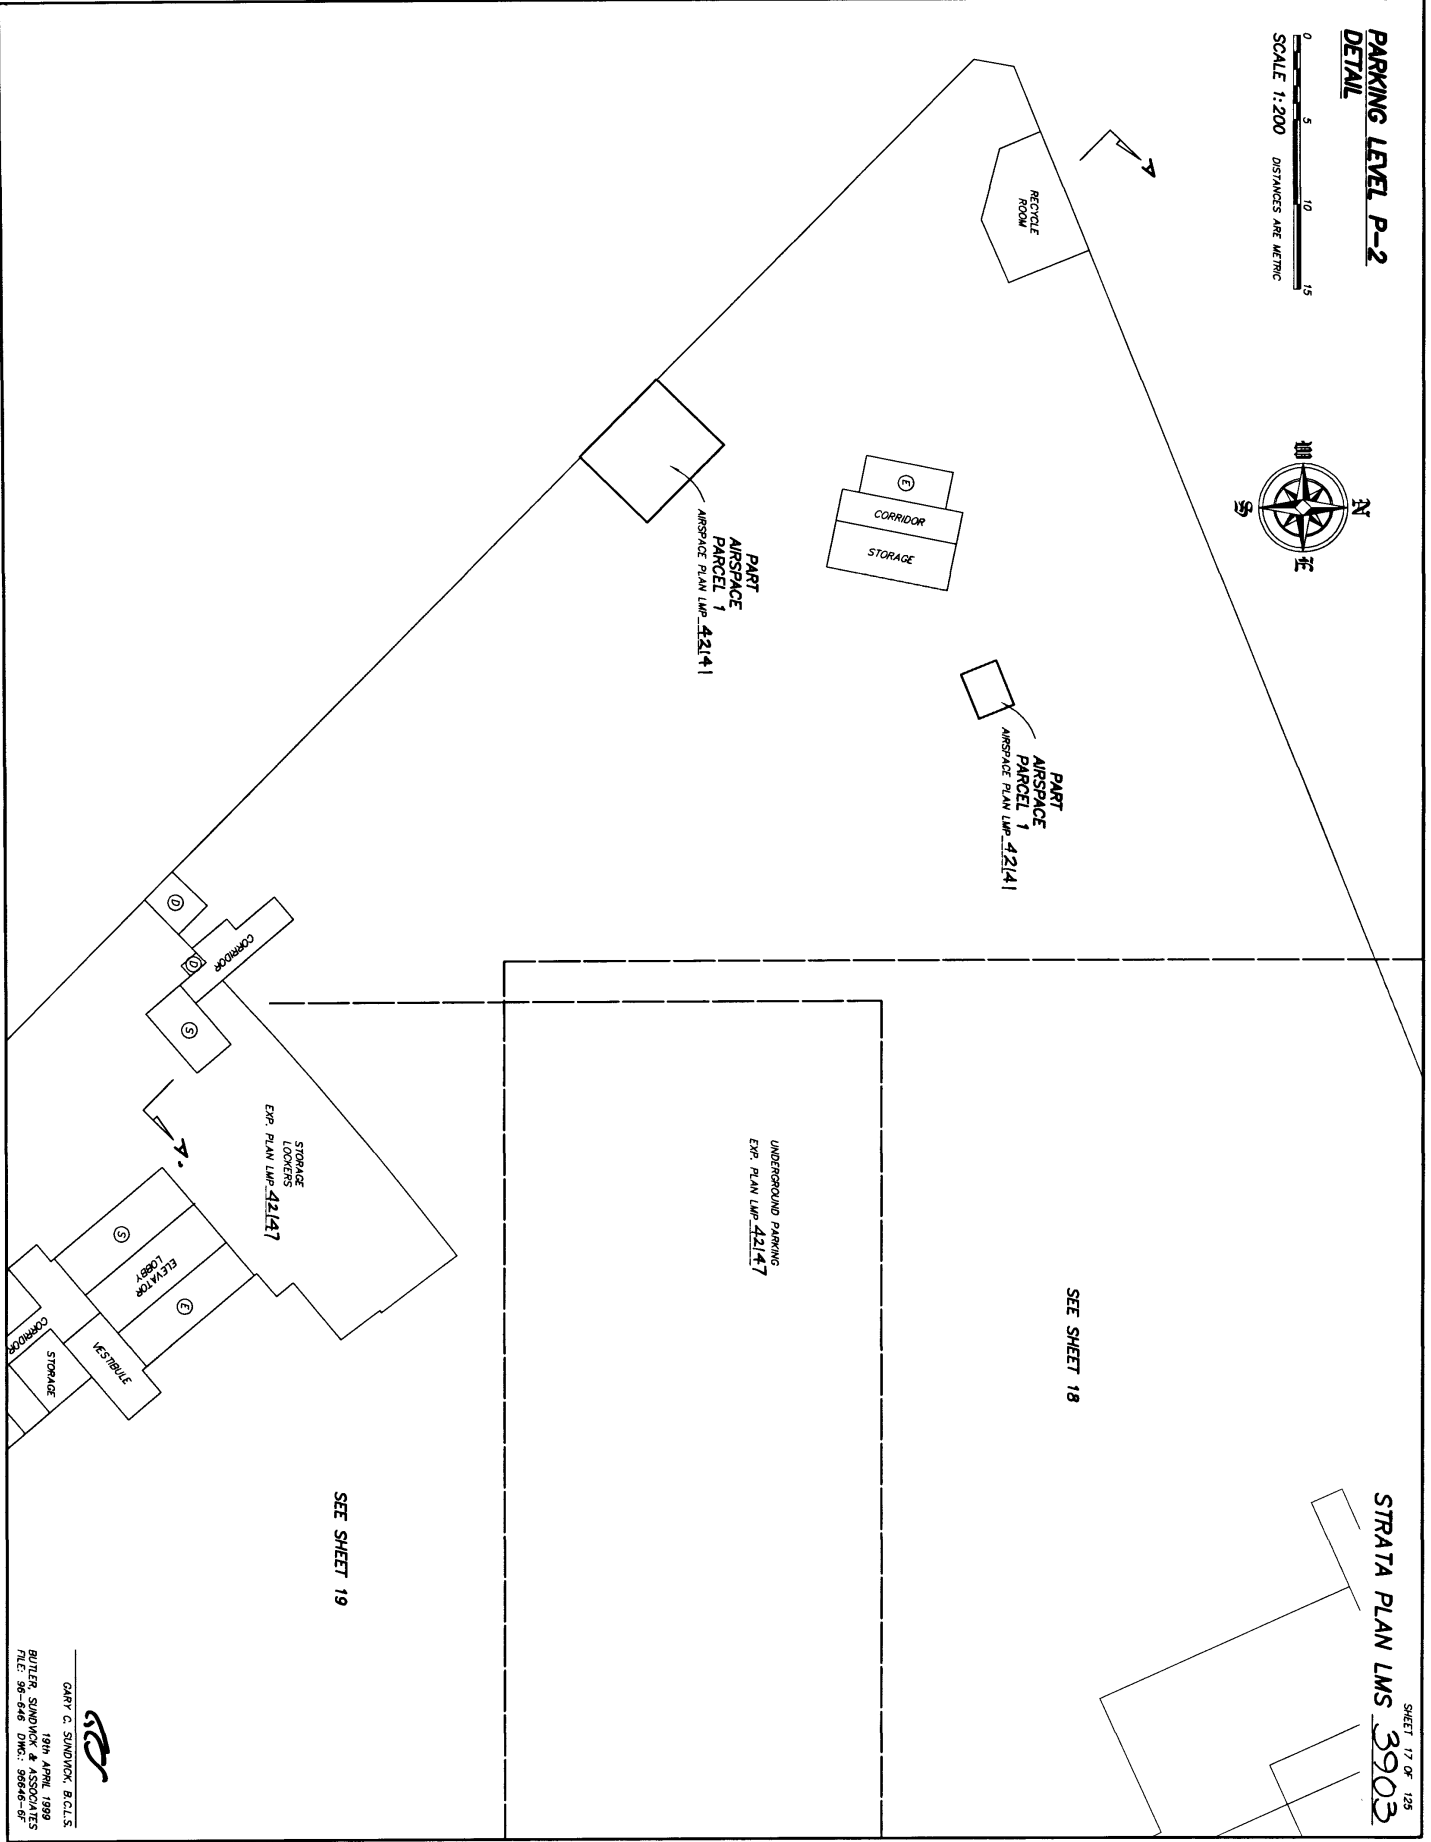 SHEET 17 OF 125
STRATA PLAN LMS 3903
PARKING LEVEL P-2
DETAIL
0 5 10 15
SCALE 1:200 DISTANCES ARE METRIC
N
W
E
S
A
RECYCLE
ROOM
E
CORRIDOR
STORAGE
PART
AIRSPACE
PARCEL 1
AIRSPACE PLAN LMP 42141
PART
AIRSPACE
PARCEL 1
AIRSPACE PLAN LMP 42141
SEE SHEET 18
UNDERGROUND PARKING
EXP. PLAN LMP 42147
D
CORRIDOR
D
S
STORAGE
LOCKERS
EXP. PLAN LMP 42147
A.
S
ELEVATOR
LOBBY
E
VESTIBULE
CORRIDOR
STORAGE
SEE SHEET 19
GARY C. SUNDVICK, B.C.L.S.
19th APRIL 1999
BUTLER, SUNDVICK & ASSOCIATES
FILE: 96-646 DWG.: 96646-6F